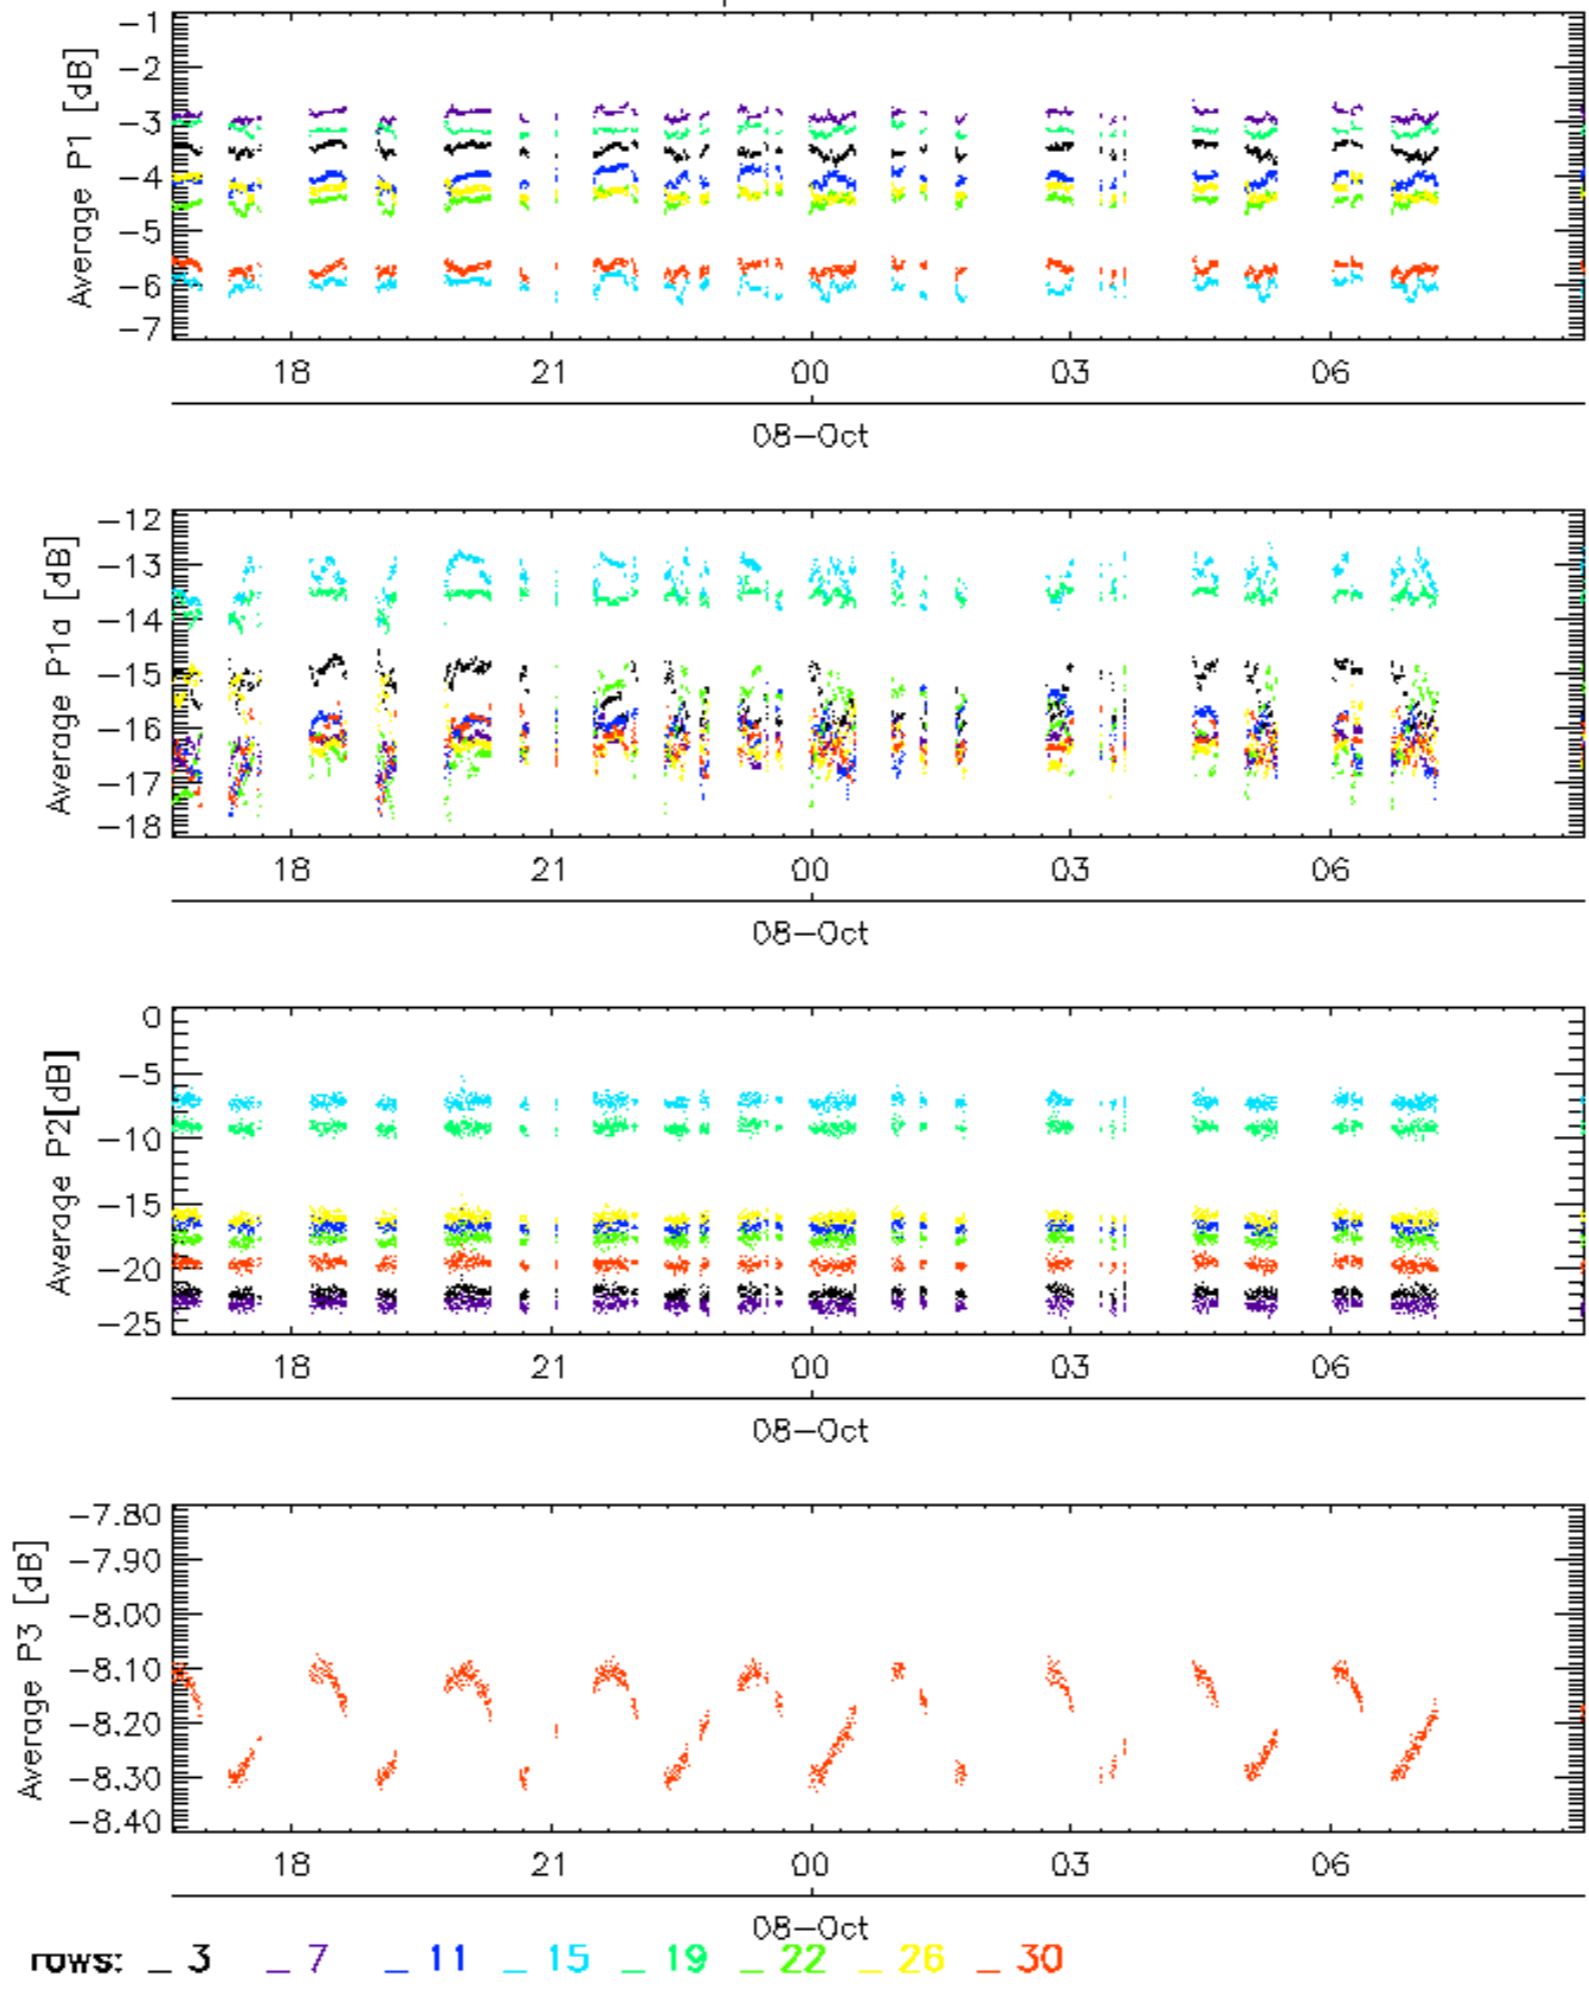 Average P1 [dB]
−1
−2
−3
−4
−5
−6
−7
18 21 00 03 06
08−Oct
Average P1a [dB]
−12
−13
−14
−15
−16
−17
−18
18 21 00 03 06
08−Oct
Average P2[dB]
0
−5
−10
−15
−20
−25
18 21 00 03 06
08−Oct
Average P3 [dB]
−7.80
−7.90
−8.00
−8.10
−8.20
−8.30
−8.40
18 21 00 03 06
08−Oct
rows: _ 3 _ 7 _ 11 _ 15 _ 19 _ 22 _ 26 _ 30